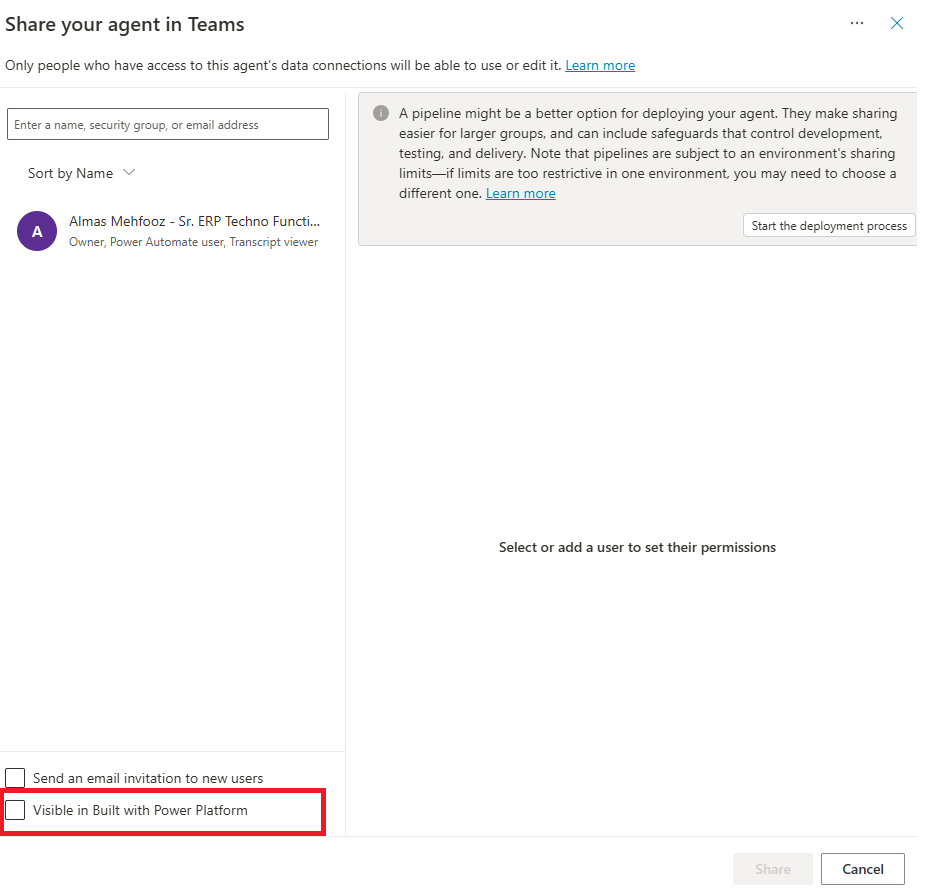 Share your agent in Teams
...
Only people who have access to this agent's data connections will be able to use or edit it. Learn more
Enter a name, security group, or email address
Sort by Name
A
Almas Mehfooz - Sr. ERP Techno Functi...
Owner, Power Automate user, Transcript viewer
A pipeline might be a better option for deploying your agent. They make sharing
easier for larger groups, and can include safeguards that control development,
testing, and delivery. Note that pipelines are subject to an environment's sharing
limits—if limits are too restrictive in one environment, you may need to choose a
different one. Learn more
Start the deployment process
Select or add a user to set their permissions
Send an email invitation to new users
Visible in Built with Power Platform
Share
Cancel